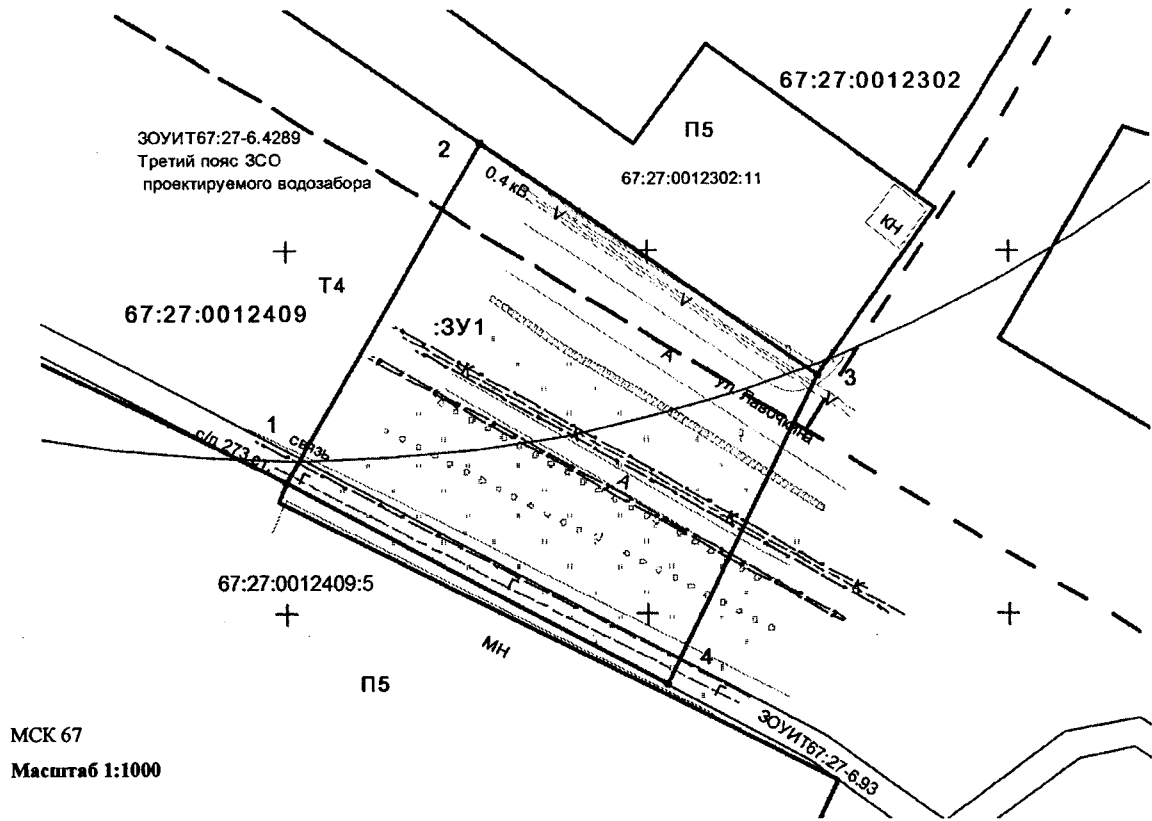 67:27:0012302
П5
ЗОУИТ67:27-6.4289
Третий пояс ЗСО
проектируемого водозабора
2
0.4 кВ
67:27:0012302:11
КН
V
V
Т4
67:27:0012409
:ЗУ1
А
ул. Лавочкина
3
V
К
К
1
связь
с/п 273 ст.
Г
А
К
К
67:27:0012409:5
Г
МН
4
Г
П5
ЗОУИТ67:27-6.93
МСК 67
Масштаб 1:1000